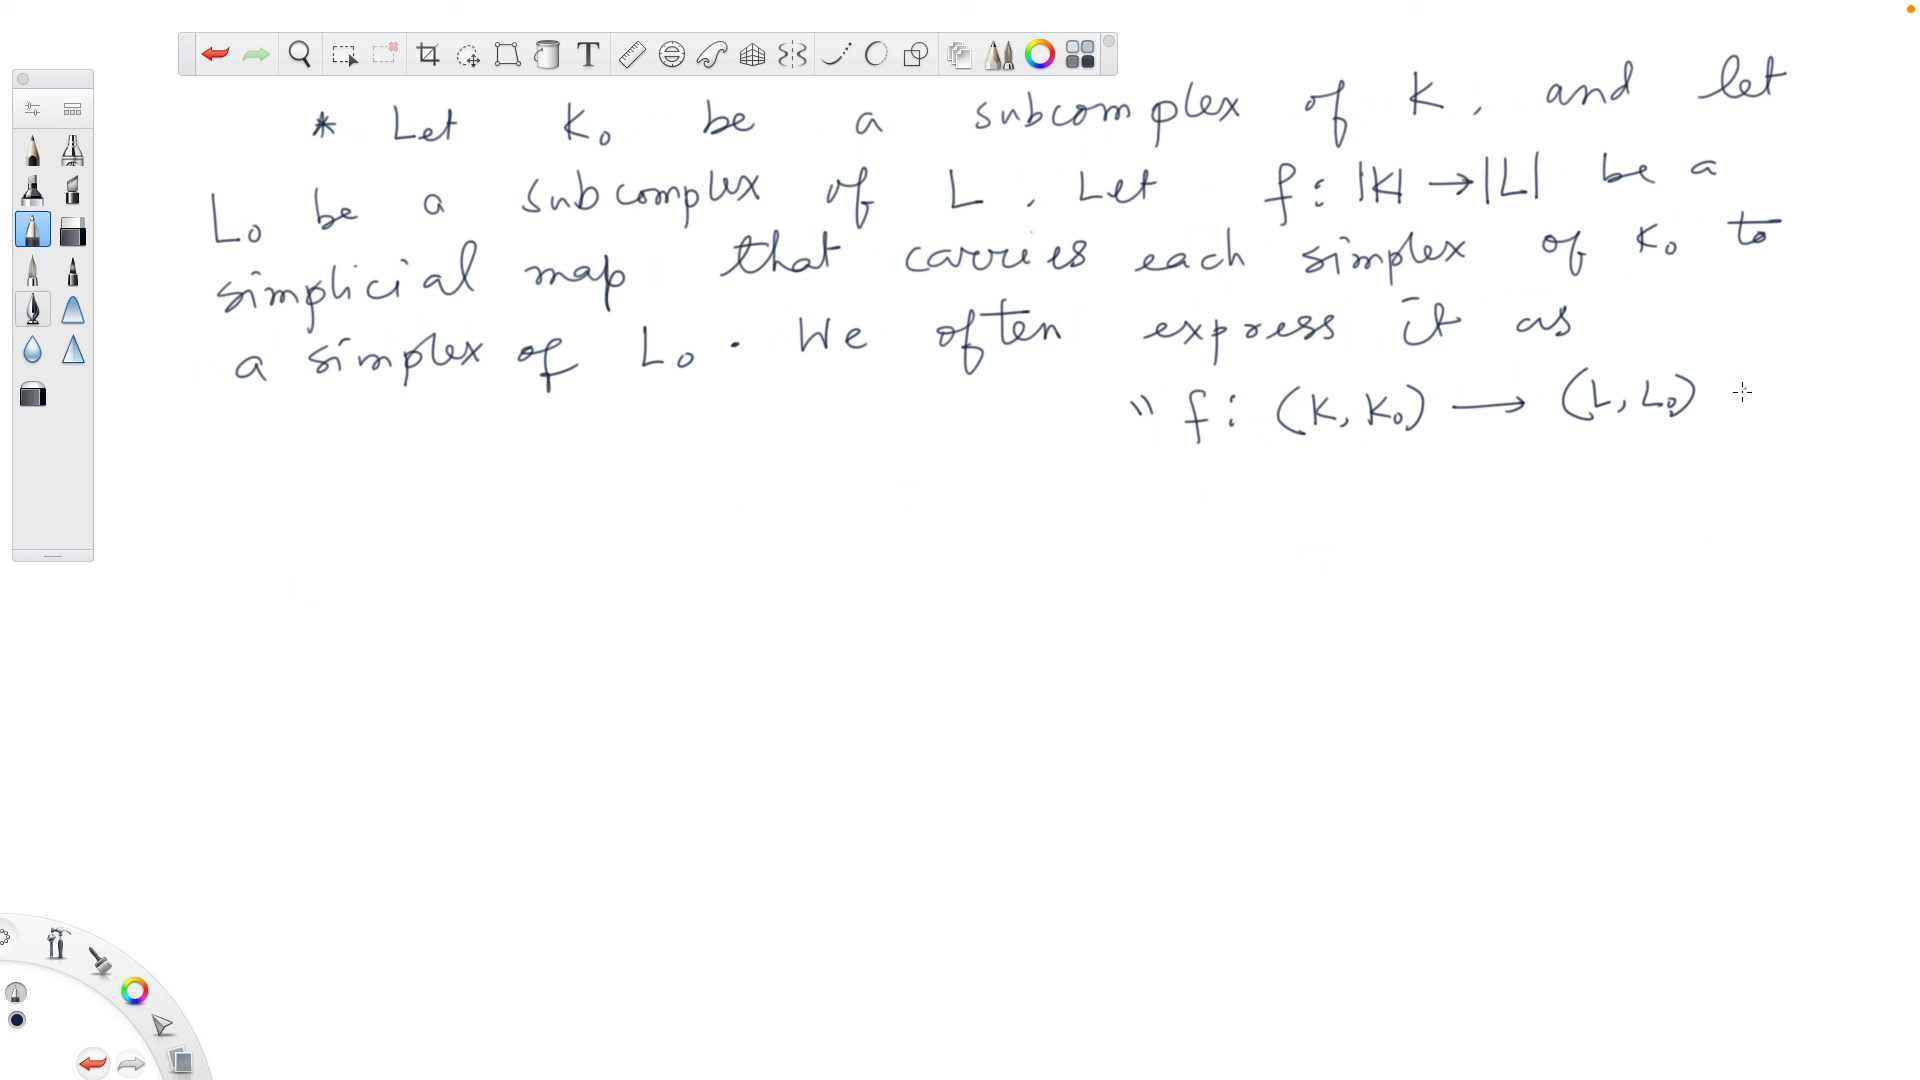 * Let K₀ be a subcomplex of K, and let
L₀ be a subcomplex of L. Let f: |K| → |L| be a
simplicial map that carries each simplex of K₀ to
a simplex of L₀. We often express it as
" f: (K, K₀) ⟶ (L, L₀)